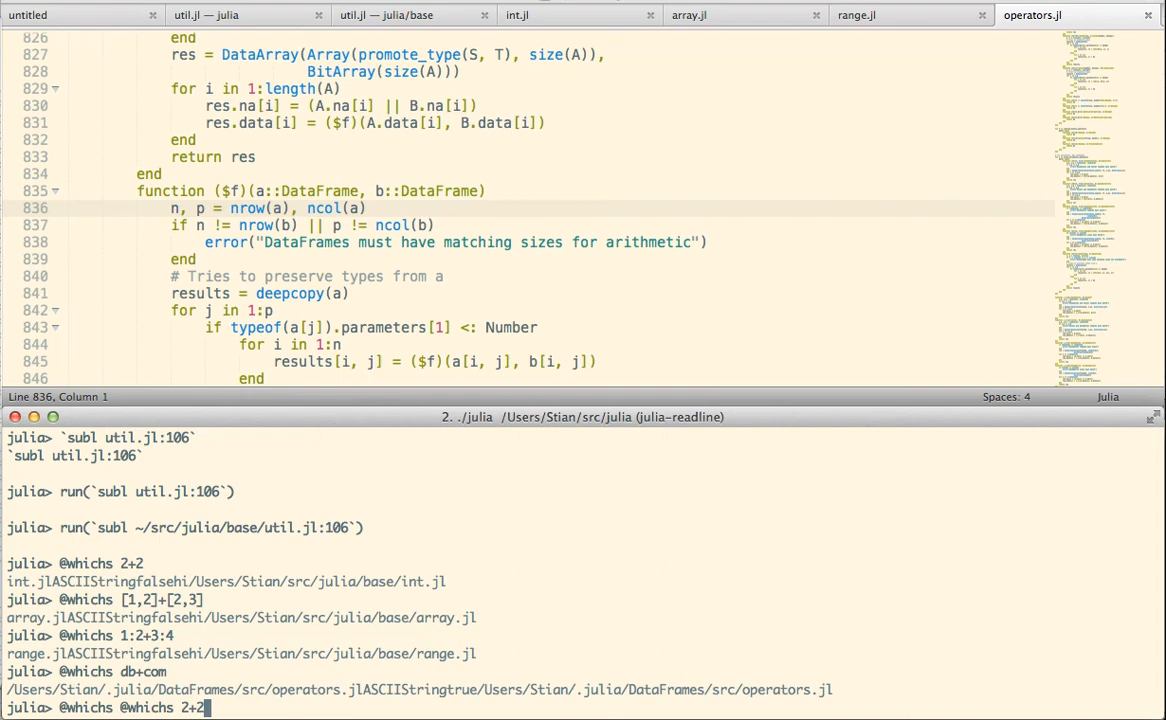 untitled × util.jl — julia × util.jl — julia/base × int.jl × array.jl × range.jl × operators.jl ×
826 end
827 res = DataArray(Array(promote_type(S, T), size(A)),
828 BitArray(size(A)))
829 for i in 1:length(A)
830 res.na[i] = (A.na[i] || B.na[i])
831 res.data[i] = ($f)(A.data[i], B.data[i])
832 end
833 return res
834 end
835 function ($f)(a::DataFrame, b::DataFrame)
836 n, p = nrow(a), ncol(a)
837 if n != nrow(b) || p != ncol(b)
838 error("DataFrames must have matching sizes for arithmetic")
839 end
840 # Tries to preserve types from a
841 results = deepcopy(a)
842 for j in 1:p
843 if typeof(a[j]).parameters[1] <: Number
844 for i in 1:n
845 results[i, j] = ($f)(a[i, j], b[i, j])
846 end
Line 836, Column 1 Spaces: 4 Julia
2. ./julia /Users/Stian/src/julia (julia-readline)
julia> `subl util.jl:106`
`subl util.jl:106`
julia> run(`subl util.jl:106`)
julia> run(`subl ~/src/julia/base/util.jl:106`)
julia> @whichs 2+2
int.jlASCIIStringfalsehi/Users/Stian/src/julia/base/int.jl
julia> @whichs [1,2]+[2,3]
array.jlASCIIStringfalsehi/Users/Stian/src/julia/base/array.jl
julia> @whichs 1:2+3:4
range.jlASCIIStringfalsehi/Users/Stian/src/julia/base/range.jl
julia> @whichs db+com
/Users/Stian/.julia/DataFrames/src/operators.jlASCIIStringtrue/Users/Stian/.julia/DataFrames/src/operators.jl
julia> @whichs @whichs 2+2